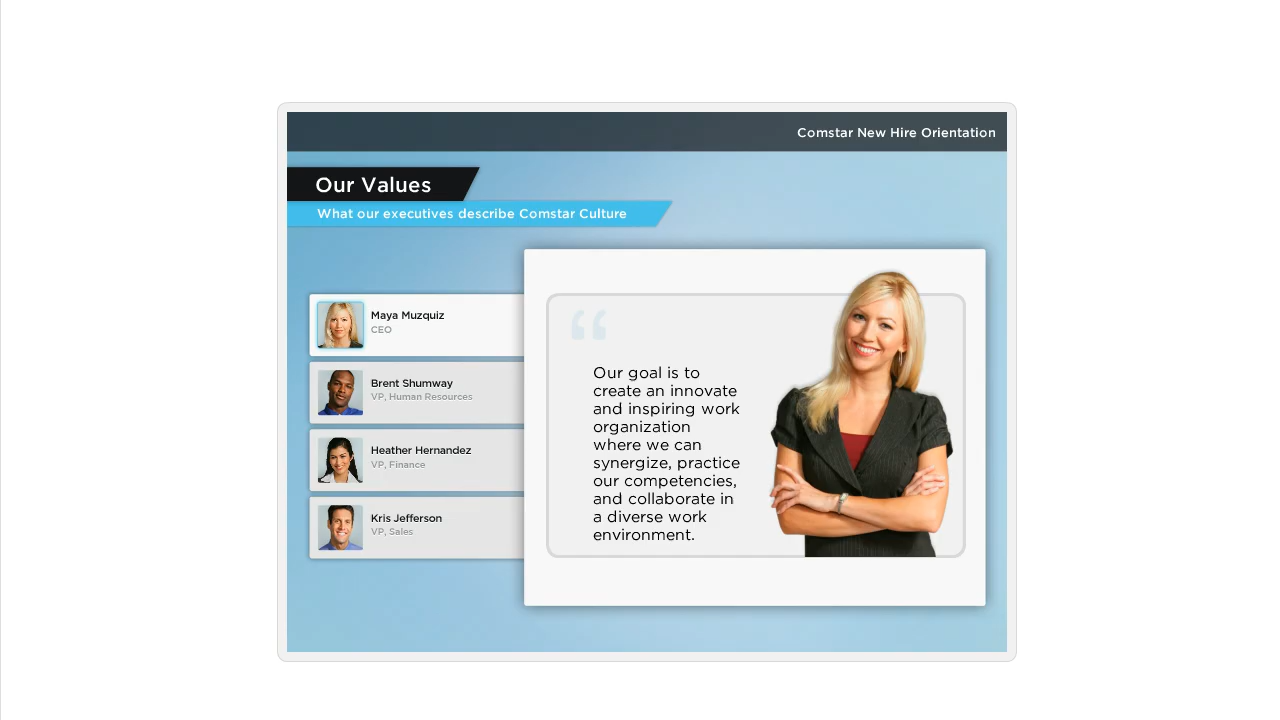 Comstar New Hire Orientation
Our Values
What our executives describe Comstar Culture
Maya Muzquiz
CEO
Brent Shumway
VP, Human Resources
Heather Hernandez
VP, Finance
Kris Jefferson
VP, Sales
“
Our goal is to
create an innovate
and inspiring work
organization
where we can
synergize, practice
our competencies,
and collaborate in
a diverse work
environment.